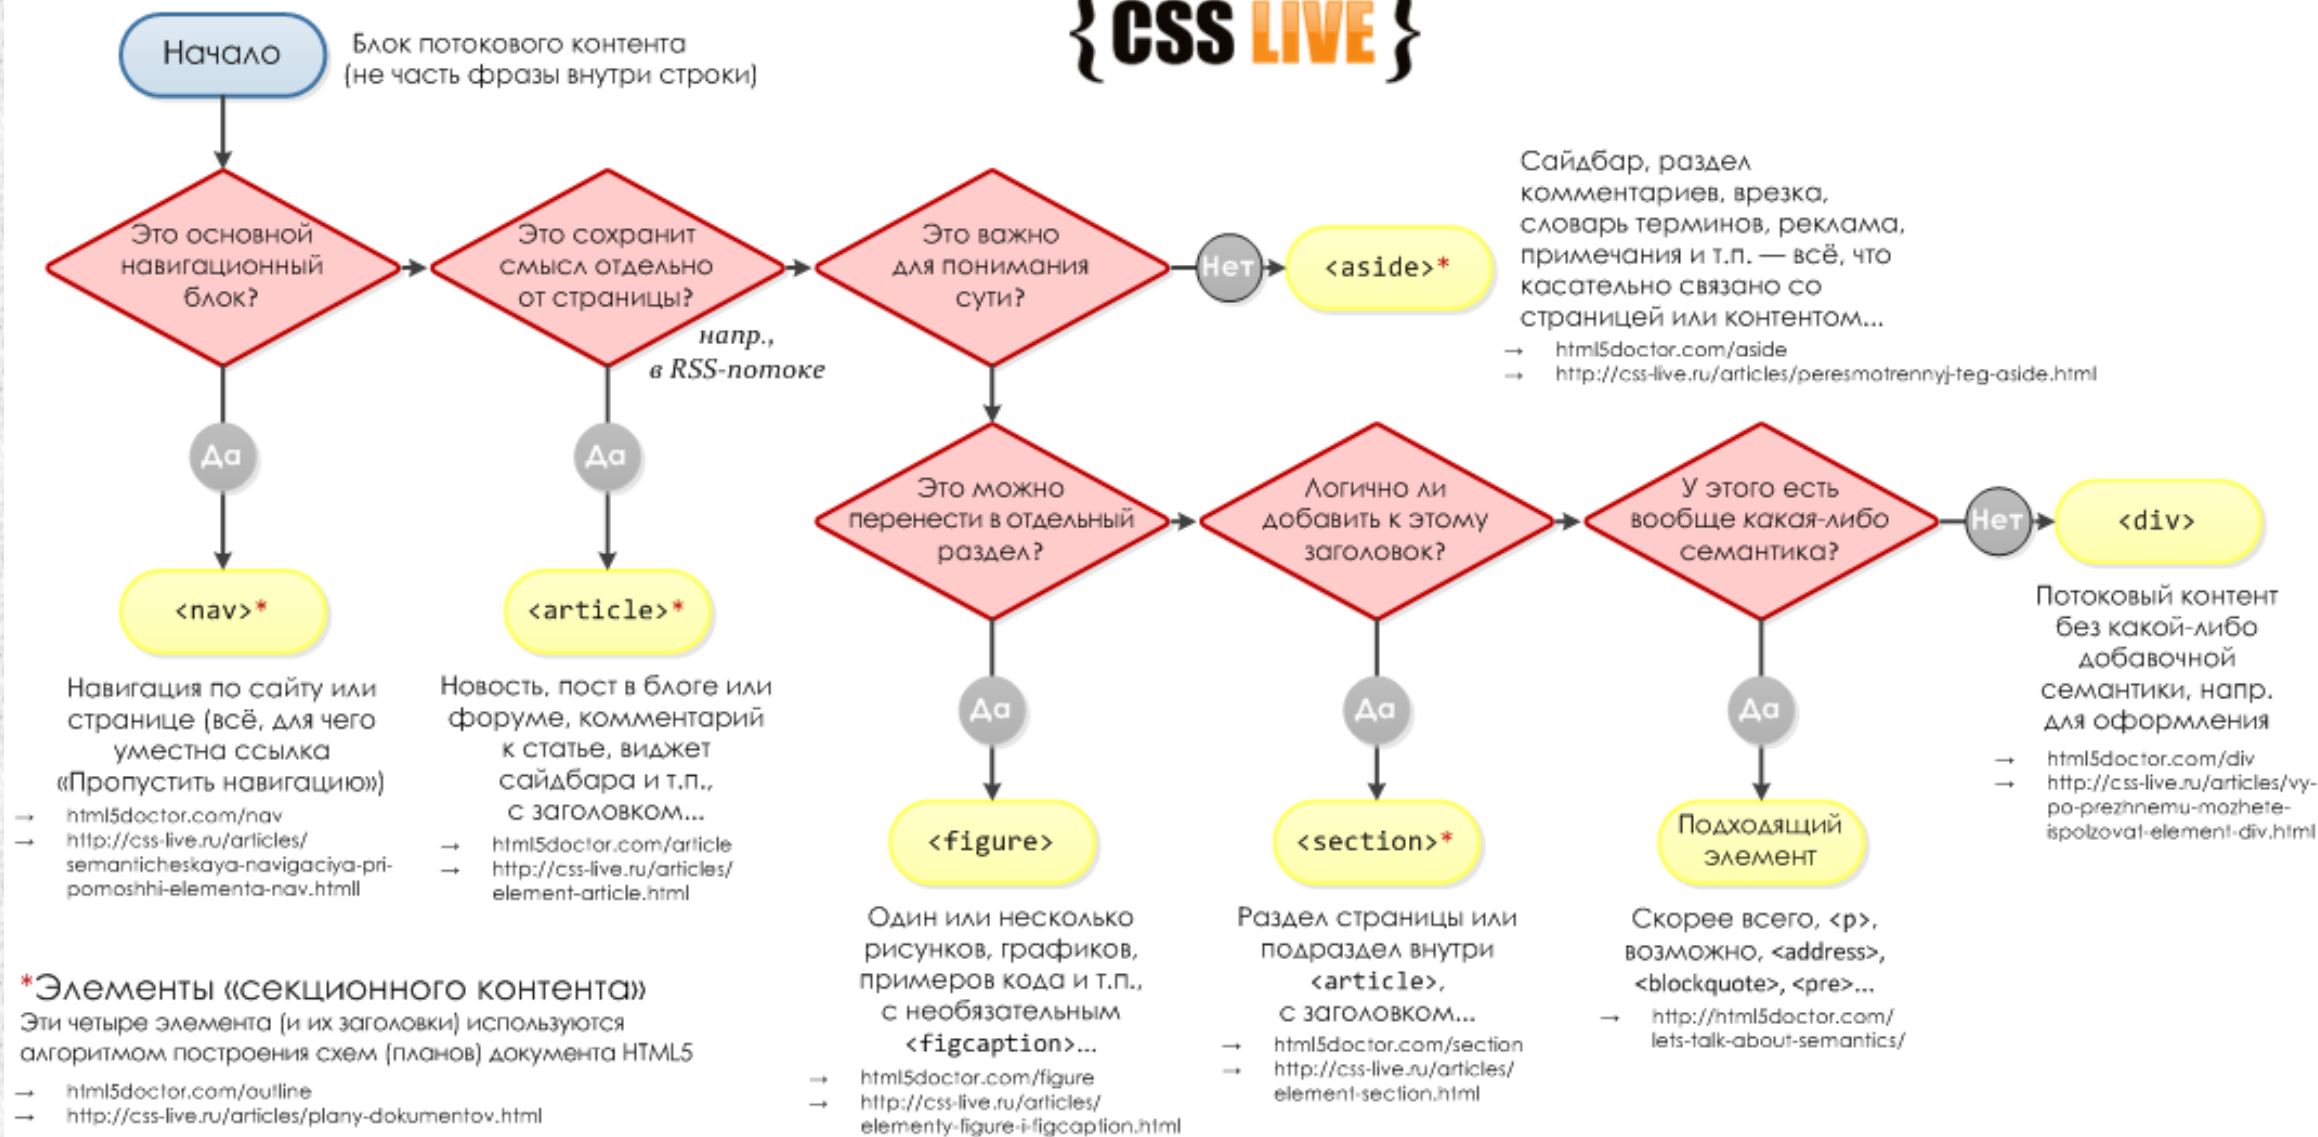 { CSS LIVE }
Начало
Блок потокового контента
(не часть фразы внутри строки)
Это основной
навигационный
блок?
Это сохранит
смысл отдельно
от страницы?
напр.,
в RSS-потоке
Это важно
для понимания
сути?
Нет
<aside>*
Сайдбар, раздел
комментариев, врезка,
словарь терминов, реклама,
примечания и т.п. — всё, что
касательно связано со
страницей или контентом...
→ html5doctor.com/aside
→ http://css-live.ru/articles/peresmotrennyj-teg-aside.html
Да
Да
Это можно
перенести в отдельный
раздел?
Логично ли
добавить к этому
заголовок?
У этого есть
вообще какая-либо
семантика?
Нет
<div>
Потоковый контент
без какой-либо
добавочной
семантики, напр.
для оформления
→ html5doctor.com/div
→ http://css-live.ru/articles/vy-
po-prezhnemu-mozhete-
ispolzovat-element-div.html
<nav>*
Навигация по сайту или
странице (всё, для чего
уместна ссылка
«Пропустить навигацию»)
→ html5doctor.com/nav
→ http://css-live.ru/articles/
semanticheskaya-navigaciya-pri-
pomoshhi-elementa-nav.htmll
<article>*
Новость, пост в блоге или
форуме, комментарий
к статье, виджет
сайдбара и т.п.,
с заголовком...
→ html5doctor.com/article
→ http://css-live.ru/articles/
element-article.html
Да
Да
Да
<figure>
Один или несколько
рисунков, графиков,
примеров кода и т.п.,
с необязательным
<figcaption>...
→ html5doctor.com/figure
→ http://css-live.ru/articles/
elementy-figure-i-figcaption.html
<section>*
Раздел страницы или
подраздел внутри
<article>,
с заголовком...
→ html5doctor.com/section
→ http://css-live.ru/articles/
element-section.html
Подходящий
элемент
Скорее всего, <p>,
возможно, <address>,
<blockquote>, <pre>...
→ http://html5doctor.com/
lets-talk-about-semantics/
*Элементы «секционного контента»
Эти четыре элемента (и их заголовки) используются
алгоритмом построения схем (планов) документа HTML5
→ html5doctor.com/outline
→ http://css-live.ru/articles/plany-dokumentov.html